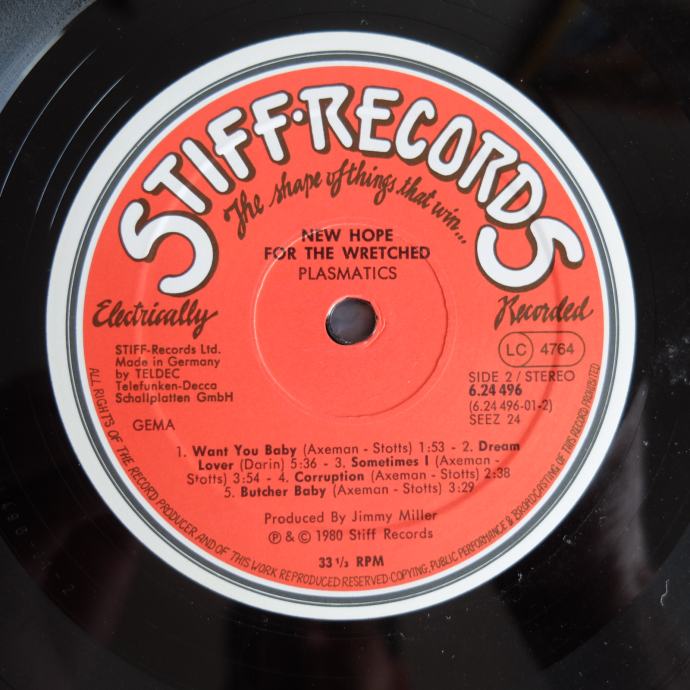 STIFF·RECORDS
The shape of things that win...
NEW HOPE
FOR THE WRETCHED
PLASMATICS
Electrically
Recorded
STIFF-Records Ltd.
Made in Germany
by TELDEC
Telefunken-Decca
Schallplatten GmbH
GEMA
LC 4764
SIDE 2 / STEREO
6.24 496
(6.24 496-01-2)
SEEZ 24
1. Want You Baby (Axeman - Stotts) 1:53 - 2. Dream
Lover (Darin) 5:36 - 3. Sometimes I (Axeman -
Stotts) 3:54 - 4. Corruption (Axeman - Stotts) 2:38
5. Butcher Baby (Axeman - Stotts) 3:29
Produced By Jimmy Miller
℗ & © 1980 Stiff Records
33 1/3 RPM
ALL RIGHTS OF THE RECORD PRODUCER AND OF THIS WORK REPRODUCED RESERVED·COPYING, PUBLIC PERFORMANCE & BROADCASTING OF THIS RECORD PROHIBITED